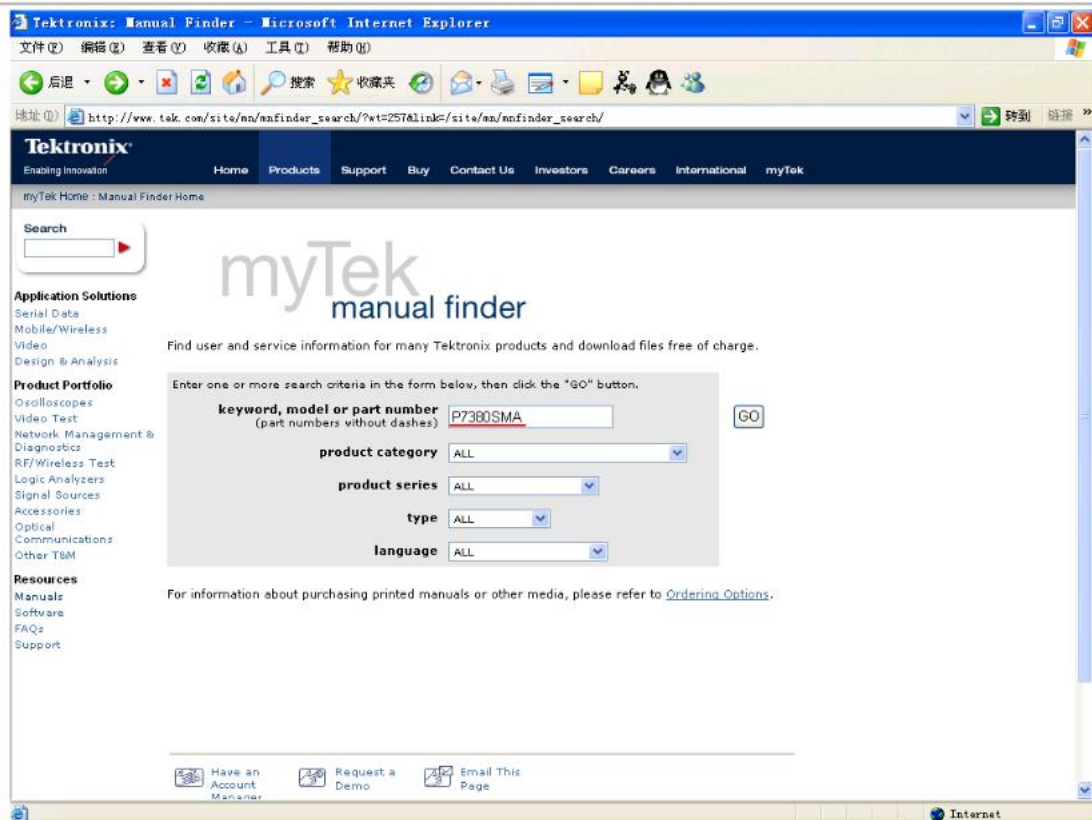 Tektronix: Manual Finder - Microsoft Internet Explorer
文件(F) 编辑(E) 查看(V) 收藏(A) 工具(T) 帮助(H)
后退 搜索 收藏夹
地址(D) http://www.tek.com/site/mn/mnfinder_search/?wt=257&link=/site/mn/mnfinder_search/ 转到 链接 »
Tektronix
Enabling Innovation
Home Products Support Buy Contact Us Investors Careers International myTek
myTek Home : Manual Finder Home
Search
myTek
manual finder
Application Solutions
Serial Data
Mobile/Wireless
Video
Design & Analysis
Product Portfolio
Oscilloscopes
Video Test
Network Management &
Diagnostics
RF/Wireless Test
Logic Analyzers
Signal Sources
Accessories
Optical
Communications
Other T&M
Resources
Manuals
Software
FAQs
Support
Find user and service information for many Tektronix products and download files free of charge.
Enter one or more search criteria in the form below, then click the "GO" button.
keyword, model or part number P7380SMA GO
(part numbers without dashes)
product category ALL
product series ALL
type ALL
language ALL
For information about purchasing printed manuals or other media, please refer to Ordering Options.
Have an
Account
Manager
Request a
Demo
Email This
Page
Internet